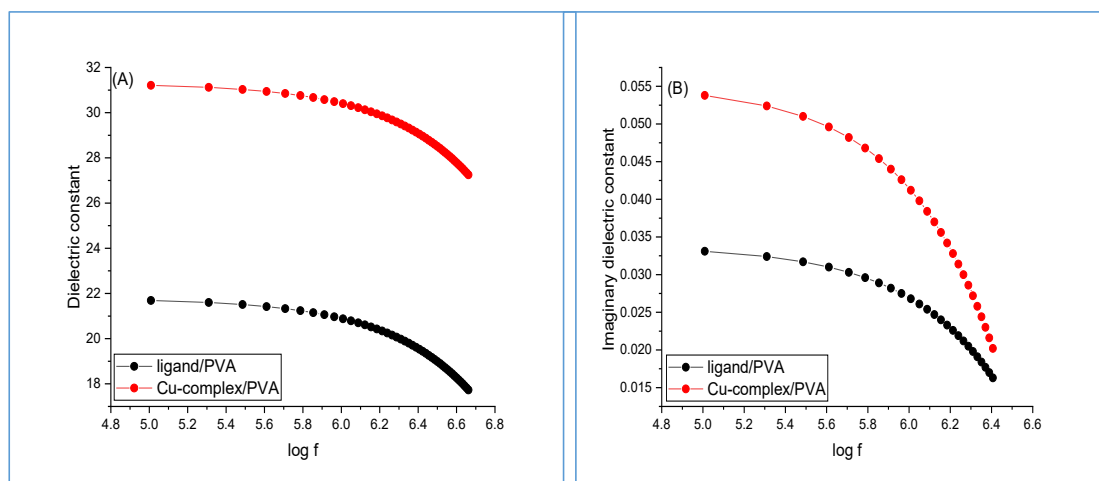 (A)
Dielectric constant
32
30
28
26
24
22
20
18
ligand/PVA
Cu-complex/PVA
4.8 5.0 5.2 5.4 5.6 5.8 6.0 6.2 6.4 6.6 6.8
log f
(B)
Imaginary dielectric constant
0.055
0.050
0.045
0.040
0.035
0.030
0.025
0.020
0.015
ligand/PVA
Cu-complex/PVA
4.8 5.0 5.2 5.4 5.6 5.8 6.0 6.2 6.4 6.6
log f